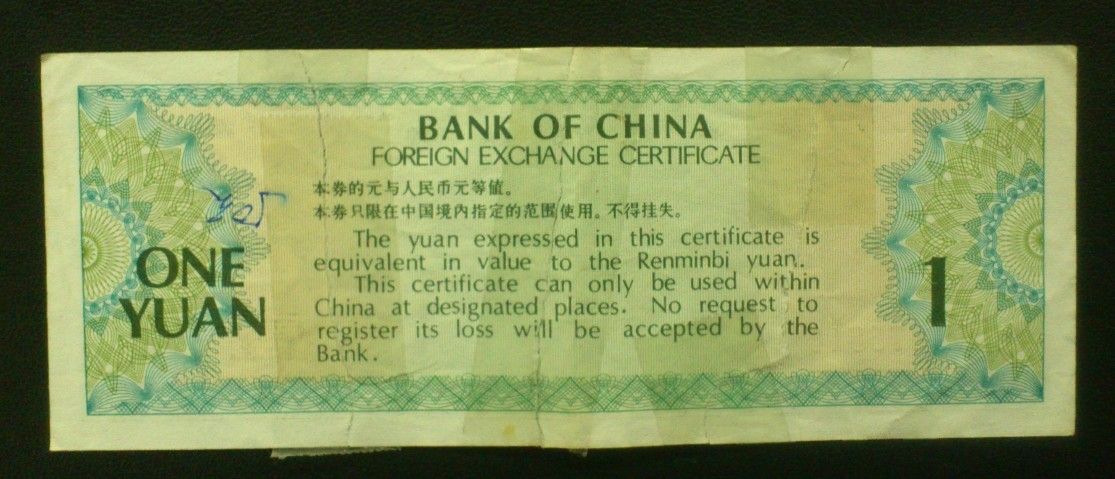 BANK OF CHINA
FOREIGN EXCHANGE CERTIFICATE
本券的元与人民币元等值。
本券只限在中国境内指定的范围使用。不得挂失。
The yuan expressed in this certificate is
equivalent in value to the Renminbi yuan.
This certificate can only be used within
China at designated places. No request to
register its loss will be accepted by the
Bank.
ONE
YUAN
1